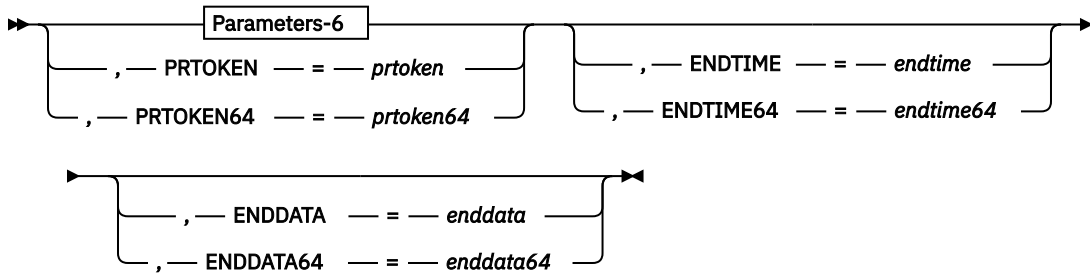 Parameters-6
, PRTOKEN = prtoken
, PRTOKEN64 = prtoken64
, ENDTIME = endtime
, ENDTIME64 = endtime64
, ENDDATA = enddata
, ENDDATA64 = enddata64